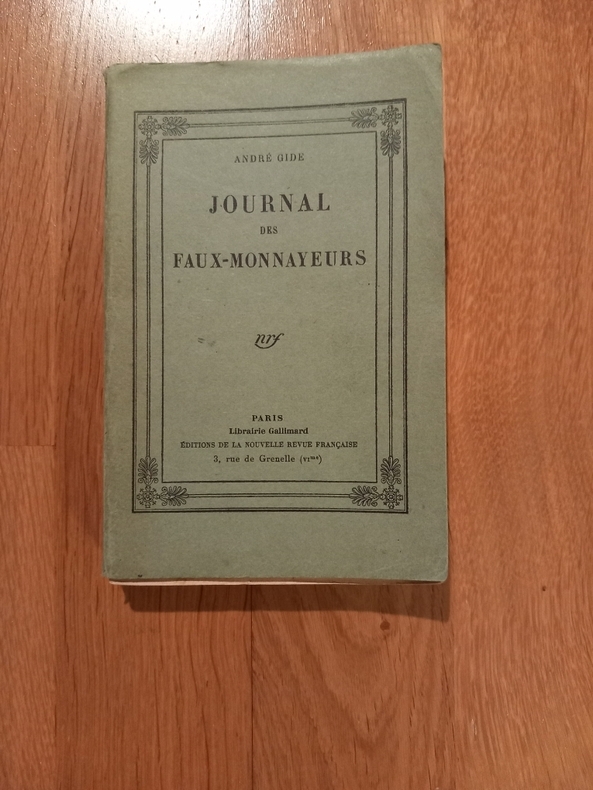 ANDRÉ GIDE
JOURNAL
DES
FAUX-MONNAYEURS
nrf
PARIS
Librairie Gallimard
ÉDITIONS DE LA NOUVELLE REVUE FRANÇAISE
3, rue de Grenelle (VIme)